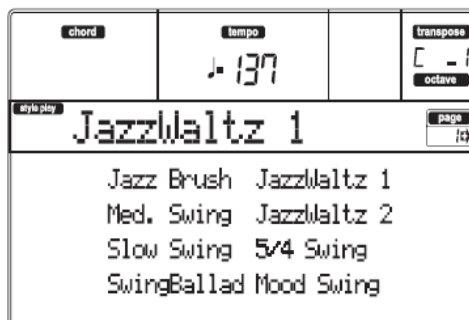 chord tempo transpose
♩= 137 C _1
octave
style play JazzWaltz 1 page
Jazz Brush JazzWaltz 1
Med. Swing JazzWaltz 2
Slow Swing 5/4 Swing
SwingBallad Mood Swing